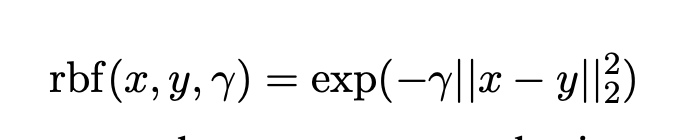 rbf(x, y, γ) = exp(−γ||x − y||₂²)